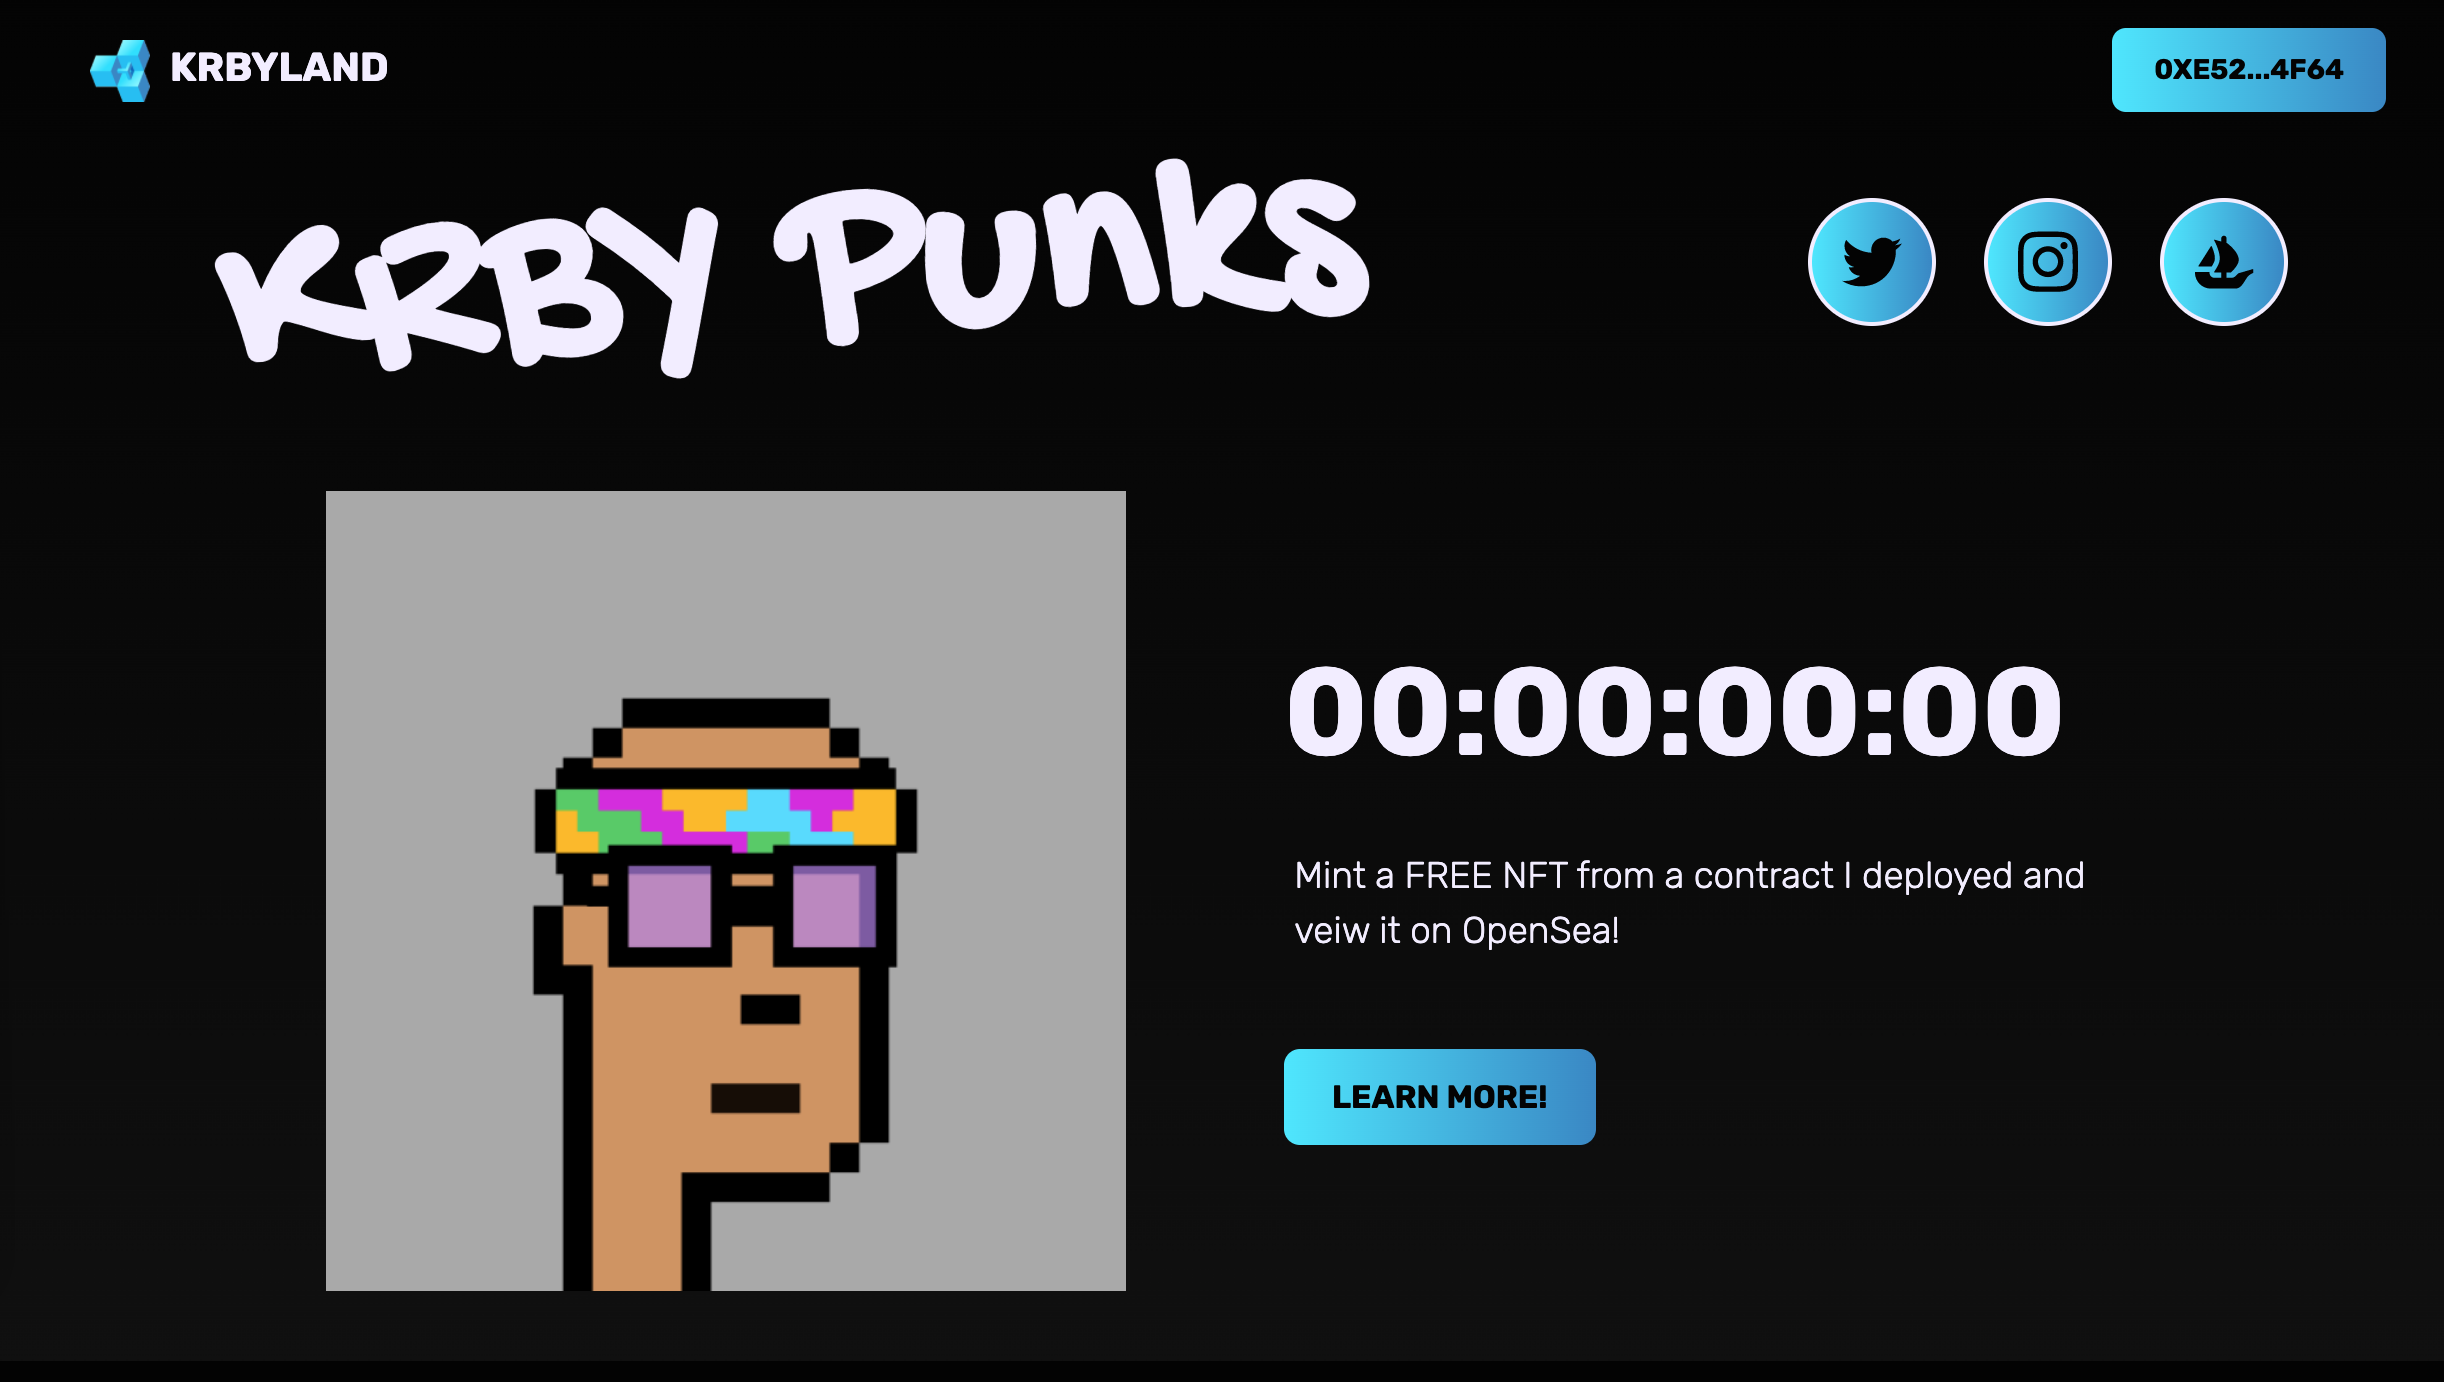 KRBYLAND
0XE52...4F64
KRBY Punks
00:00:00:00
Mint a FREE NFT from a contract I deployed and
veiw it on OpenSea!
LEARN MORE!